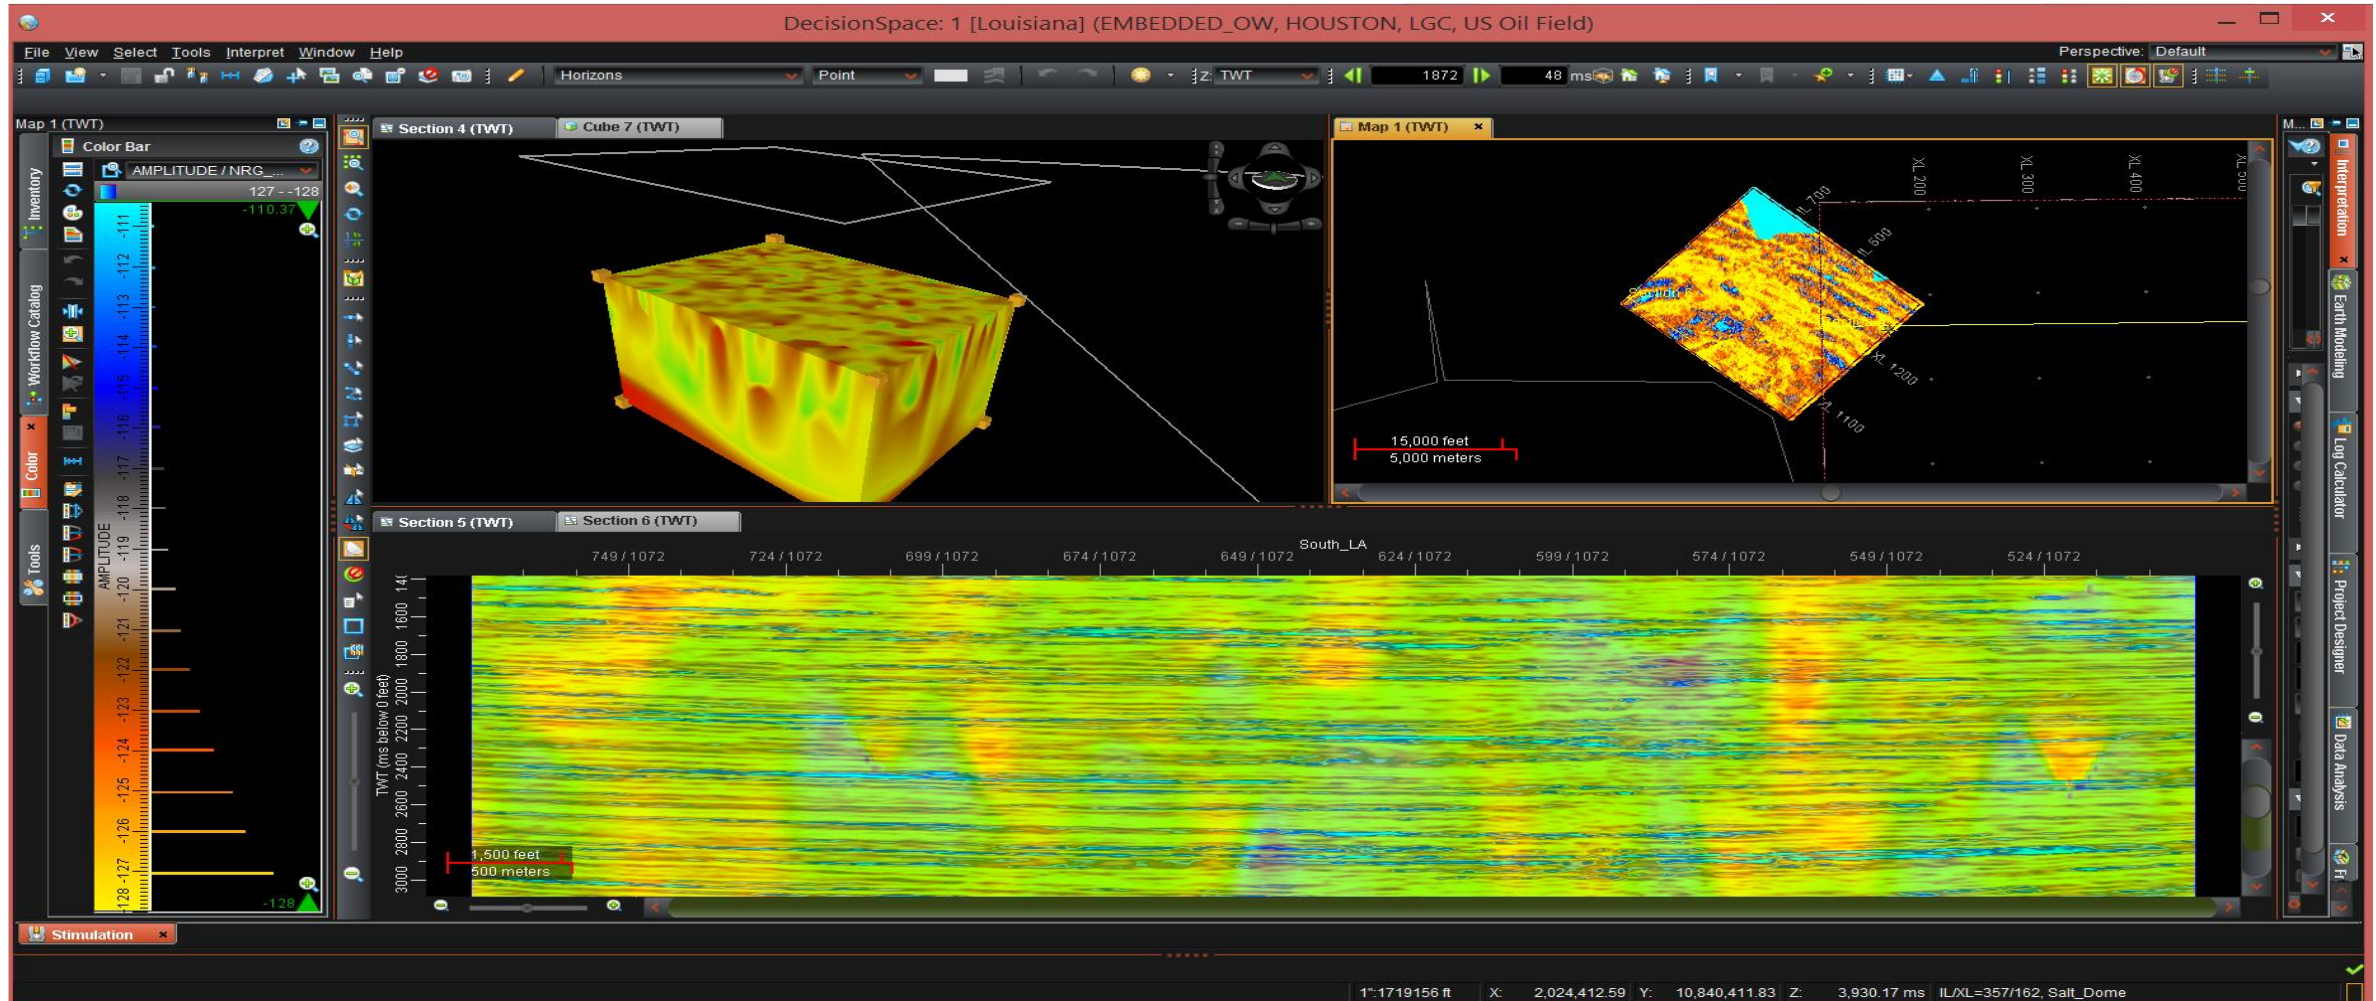 DecisionSpace: 1 [Louisiana] (EMBEDDED_OW, HOUSTON, LGC, US Oil Field)
File View Select Tools Interpret Window Help
Perspective: Default
Horizons Point Z: TWT 1872 48 ms
Map 1 (TWT)
Color Bar
AMPLITUDE / NRG_...
127 - -128
-110.37
-111
-112
-113
-114
-115
-116
-117
-118
-119
-120
-121
-122
-123
-124
-125
-126
-127
-128
AMPLITUDE
-128
Inventory
Workflow Catalog
Color
Tools
Section 4 (TWT) Cube 7 (TWT)
Map 1 (TWT)
XL 200 XL 300 XL 400
IL 700
IL 600
XL 1200
XL 1100
15,000 feet
5,000 meters
Section 5 (TWT) Section 6 (TWT)
South_LA
749 / 1072 724 / 1072 699 / 1072 674 / 1072 649 / 1072 624 / 1072 599 / 1072 574 / 1072 549 / 1072 524 / 1072
TWT (ms below 0 feet)
1600
1800
2000
2200
2400
2600
2800
3000
1,500 feet
500 meters
M...
Interpretation
Earth Modeling
Log Calculator
Project Designer
Data Analysis
Fr
Stimulation
1":1719156 ft X: 2,024,412.59 Y: 10,840,411.83 Z: 3,930.17 ms IL/XL=357/162, Salt_Dome